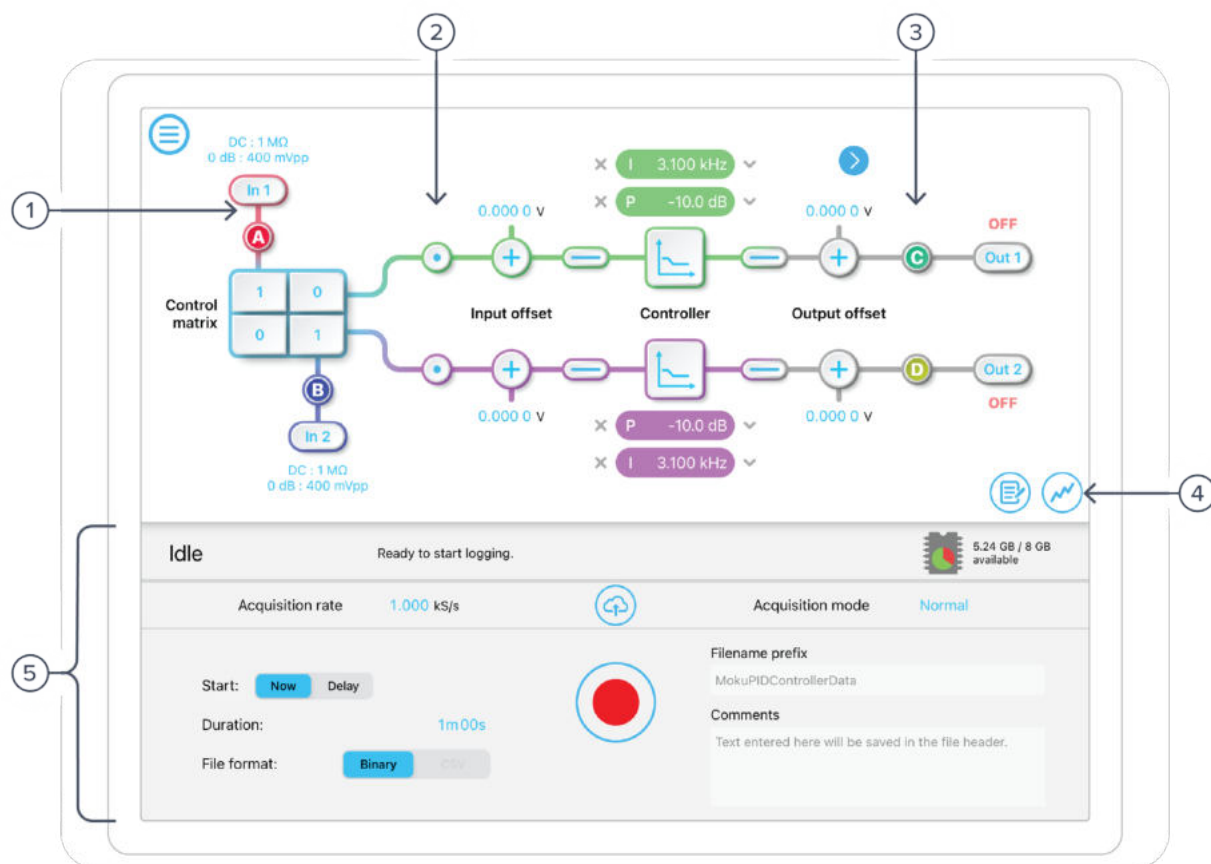 2
3
DC : 1 MΩ
0 dB : 400 mVpp
I 3.100 kHz
In 1
P -10.0 dB
1
0.000 0 V
0.000 0 V
OFF
A
C
Out 1
1 0
Control matrix
Input offset
Controller
Output offset
0 1
B
D
Out 2
0.000 0 V
0.000 0 V
OFF
P -10.0 dB
In 2
I 3.100 kHz
DC : 1 MΩ
0 dB : 400 mVpp
4
Idle
Ready to start logging.
5.24 GB / 8 GB
available
Acquisition rate 1.000 kS/s
Acquisition mode Normal
5
Start: Now Delay
Duration: 1m00s
File format: Binary CSV
Filename prefix
MokuPIDControllerData
Comments
Text entered here will be saved in the file header.